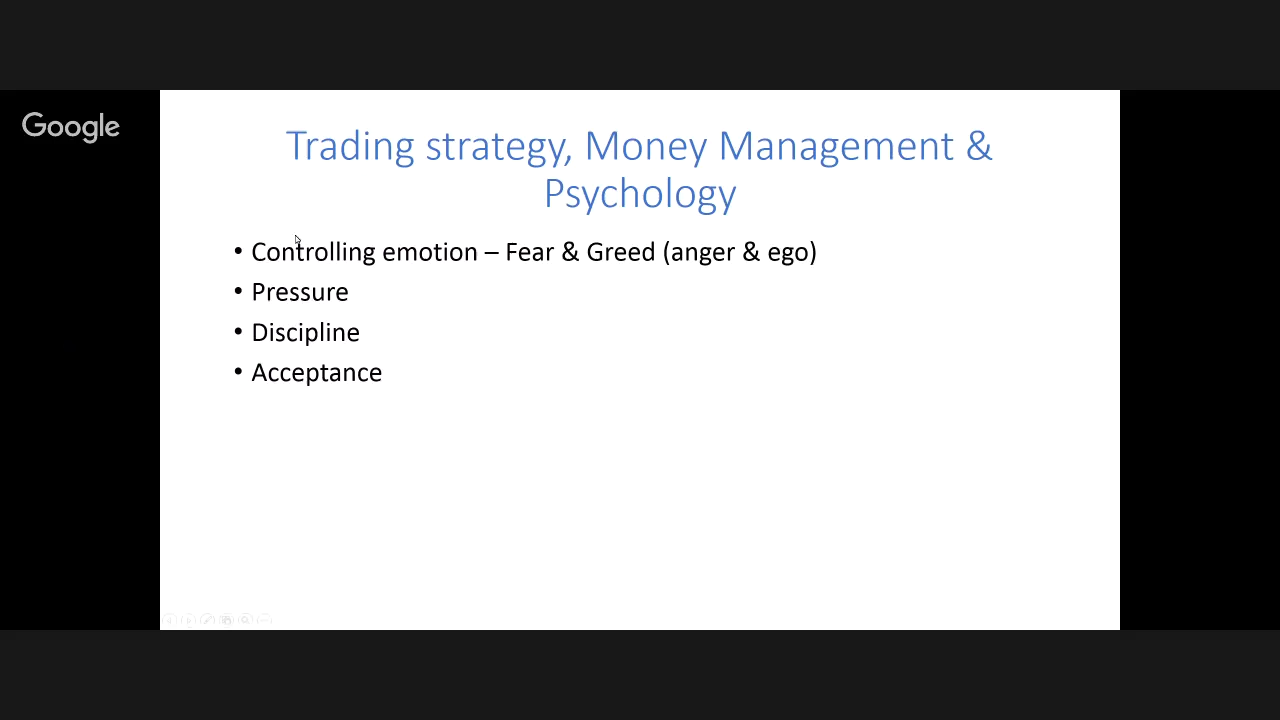 Google
Trading strategy, Money Management &
Psychology
• Controlling emotion – Fear & Greed (anger & ego)
• Pressure
• Discipline
• Acceptance